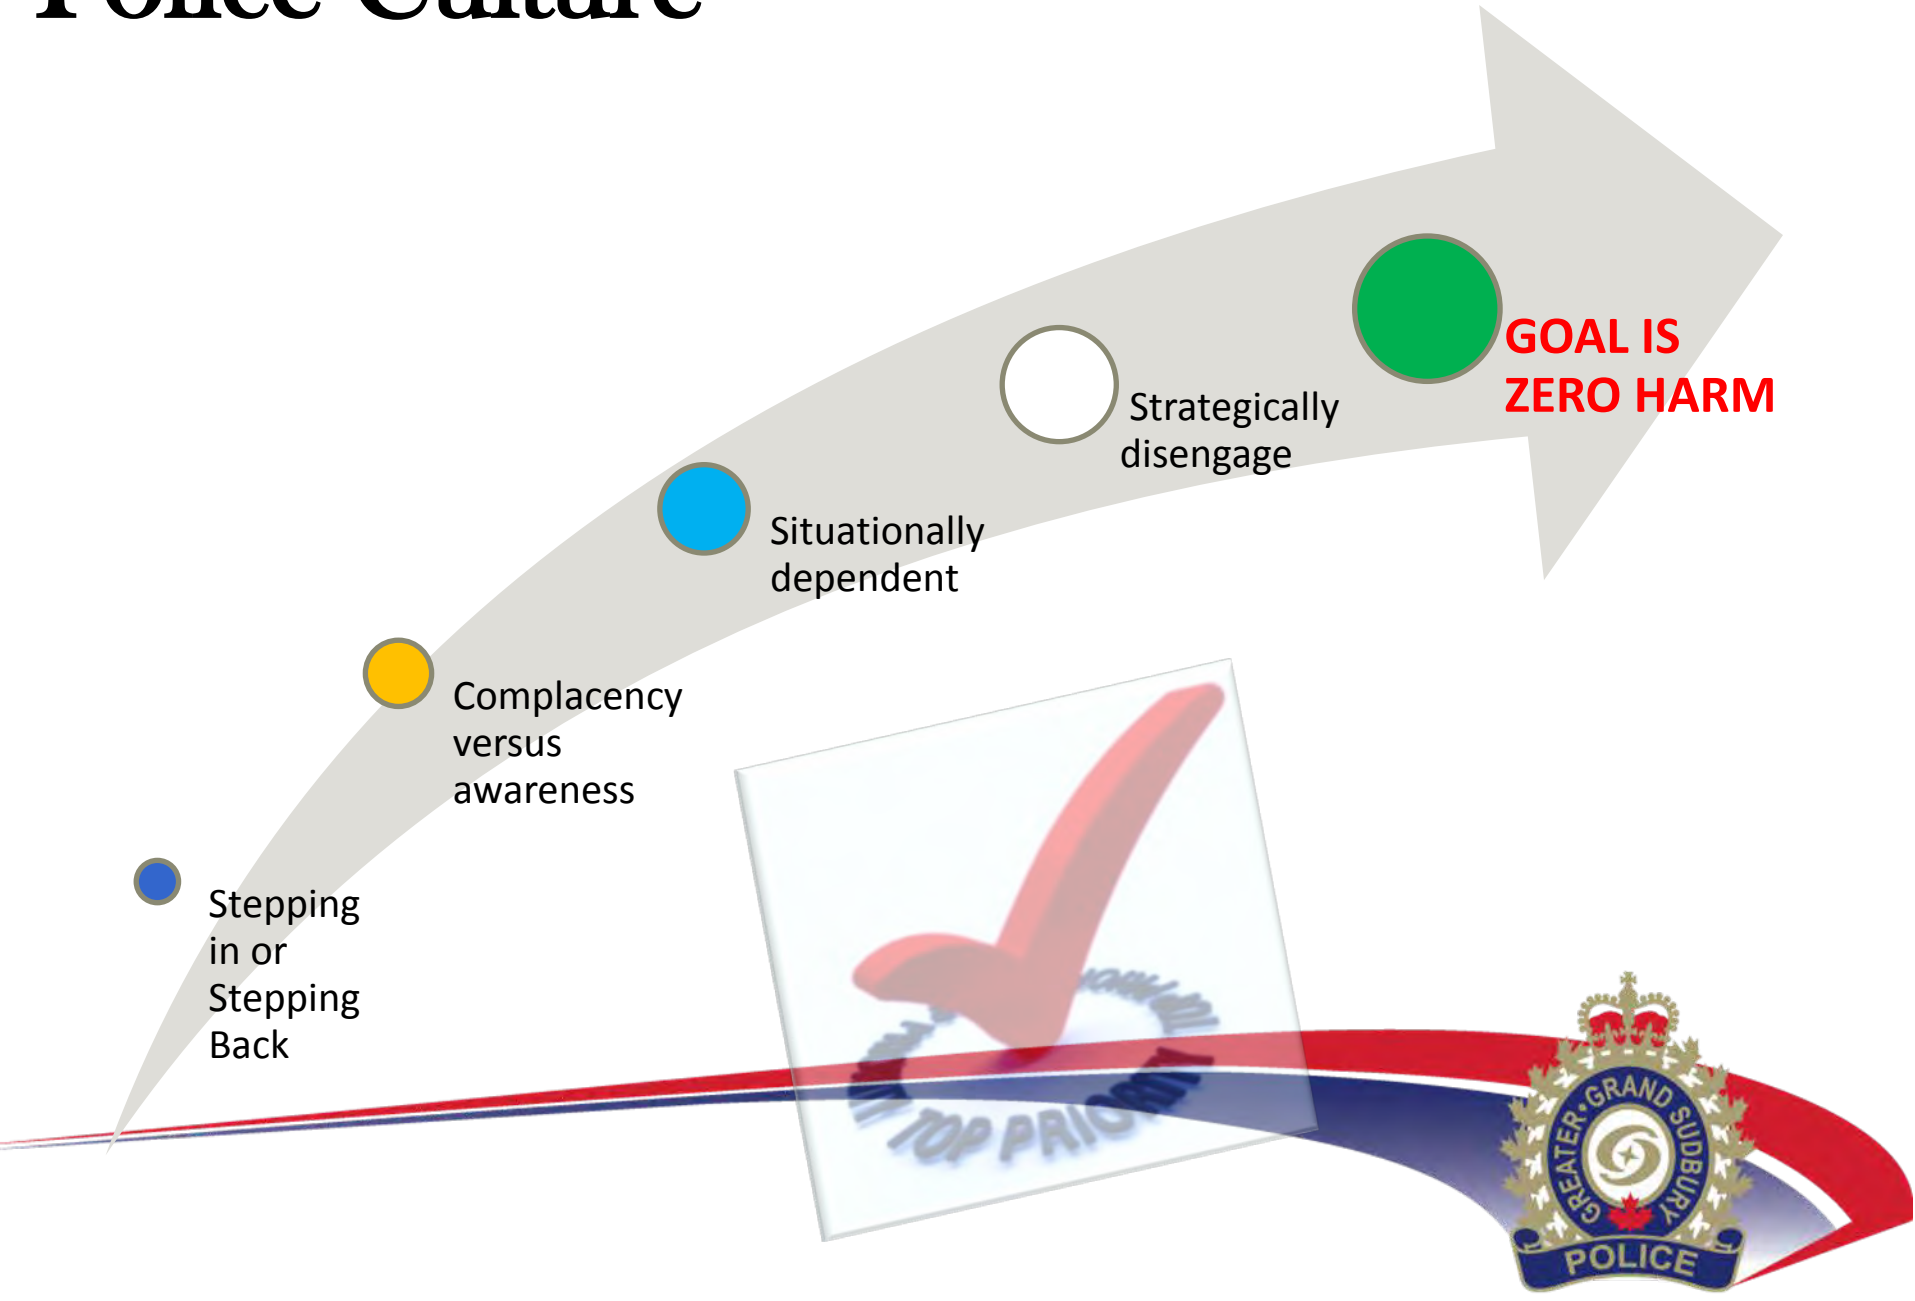 Police Culture
GOAL IS
ZERO HARM
Strategically
disengage
Situationally
dependent
Complacency
versus
awareness
Stepping
in or
Stepping
Back
TOP PRIORITY
GREATER • GRAND SUDBURY
POLICE